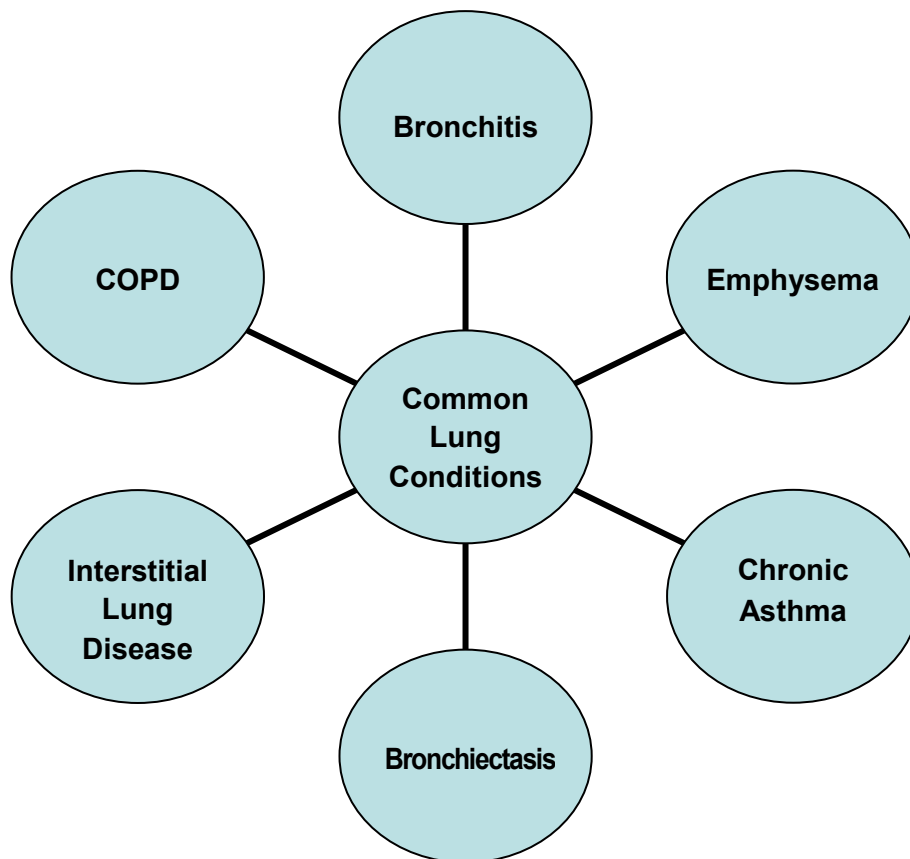 Bronchitis
COPD
Emphysema
Common
Lung
Conditions
Interstitial
Lung
Disease
Chronic
Asthma
Bronchiectasis